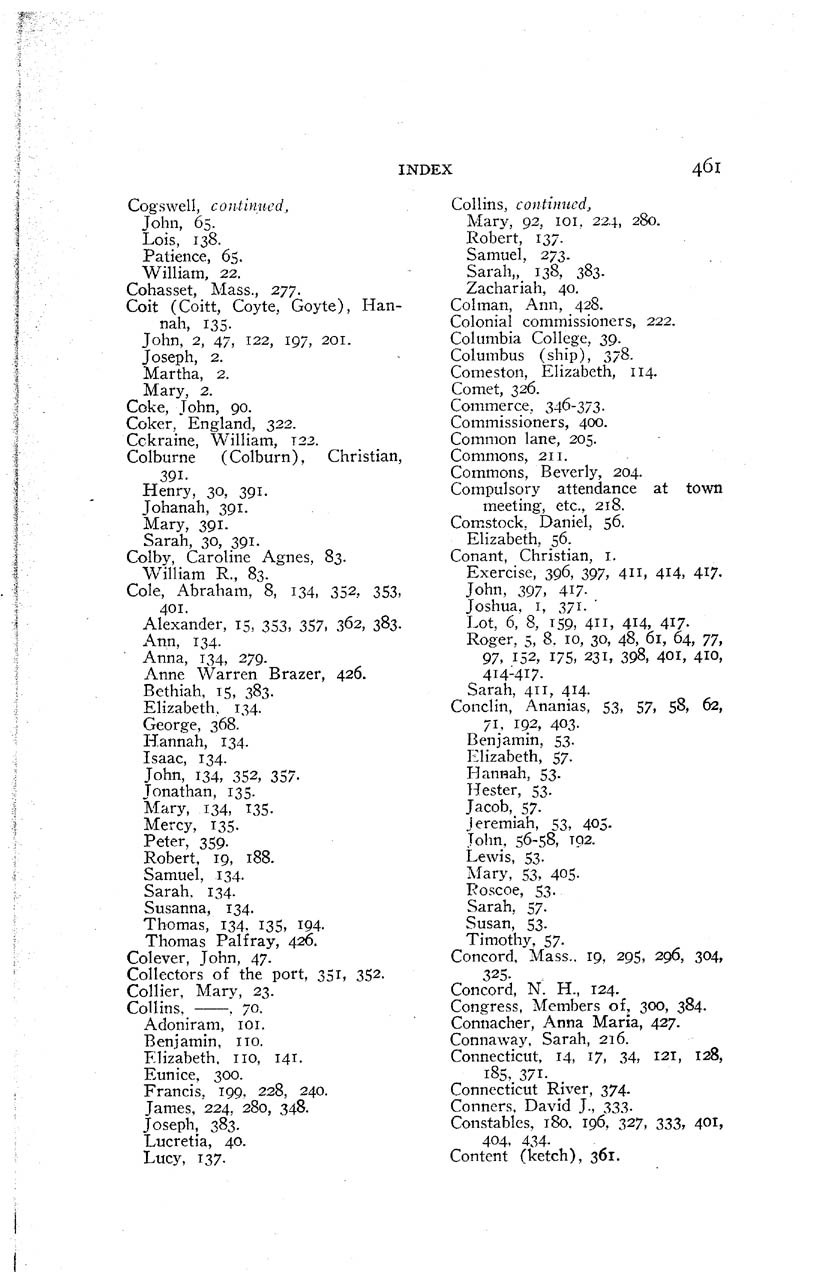 INDEX 461
Cogswell, continued,
John, 65.
Lois, 138.
Patience, 65.
William, 22.
Cohasset, Mass., 277.
Coit (Coitt, Coyte, Goyte), Han-
nah, 135.
John, 2, 47, 122, 197, 201.
Joseph, 2.
Martha, 2.
Mary, 2.
Coke, John, 90.
Coker, England, 322.
Cckraine, William, 122.
Colburne (Colburn), Christian,
391.
Henry, 30, 391.
Johanah, 391.
Mary, 391.
Sarah, 30, 391.
Colby, Caroline Agnes, 83.
William R., 83.
Cole, Abraham, 8, 134, 352, 353,
401.
Alexander, 15, 353, 357, 362, 383.
Ann, 134.
Anna, 134, 279.
Anne Warren Brazer, 426.
Bethiah, 15, 383.
Elizabeth, 134.
George, 368.
Hannah, 134.
Isaac, 134.
John, 134, 352, 357.
Jonathan, 135.
Mary, 134, 135.
Mercy, 135.
Peter, 359.
Robert, 19, 188.
Samuel, 134.
Sarah, 134.
Susanna, 134.
Thomas, 134, 135, 194.
Thomas Palfray, 426.
Colever, John, 47.
Collectors of the port, 351, 352.
Collier, Mary, 23.
Collins, ——, 70.
Adoniram, 101.
Benjamin, 110.
Elizabeth, 110, 141.
Eunice, 300.
Francis, 199, 228, 240.
James, 224, 280, 348.
Joseph, 383.
Lucretia, 40.
Lucy, 137.
Collins, continued,
Mary, 92, 101, 224, 280.
Robert, 137.
Samuel, 273.
Sarah,, 138, 383.
Zachariah, 40.
Colman, Ann, 428.
Colonial commissioners, 222.
Columbia College, 39.
Columbus (ship), 378.
Comeston, Elizabeth, 114.
Comet, 326.
Commerce, 346-373.
Commissioners, 400.
Common lane, 205.
Commons, 211.
Commons, Beverly, 204.
Compulsory attendance at town
meeting, etc., 218.
Comstock, Daniel, 56.
Elizabeth, 56.
Conant, Christian, 1.
Exercise, 396, 397, 411, 414, 417.
John, 397, 417.
Joshua, 1, 371.
Lot, 6, 8, 159, 411, 414, 417.
Roger, 5, 8, 10, 30, 48, 61, 64, 77,
97, 152, 175, 231, 398, 401, 410,
414-417.
Sarah, 411, 414.
Conclin, Ananias, 53, 57, 58, 62,
71, 192, 403.
Benjamin, 53.
Elizabeth, 57.
Hannah, 53.
Hester, 53.
Jacob, 57.
Jeremiah, 53, 405.
John, 56-58, 192.
Lewis, 53.
Mary, 53, 405.
Roscoe, 53.
Sarah, 57.
Susan, 53.
Timothy, 57.
Concord, Mass., 19, 295, 296, 304,
325.
Concord, N. H., 124.
Congress, Members of, 300, 384.
Connacher, Anna Maria, 427.
Connaway, Sarah, 216.
Connecticut, 14, 17, 34, 121, 128,
185, 371.
Connecticut River, 374.
Conners, David J., 333.
Constables, 180, 196, 327, 333, 401,
404, 434.
Content (ketch), 361.